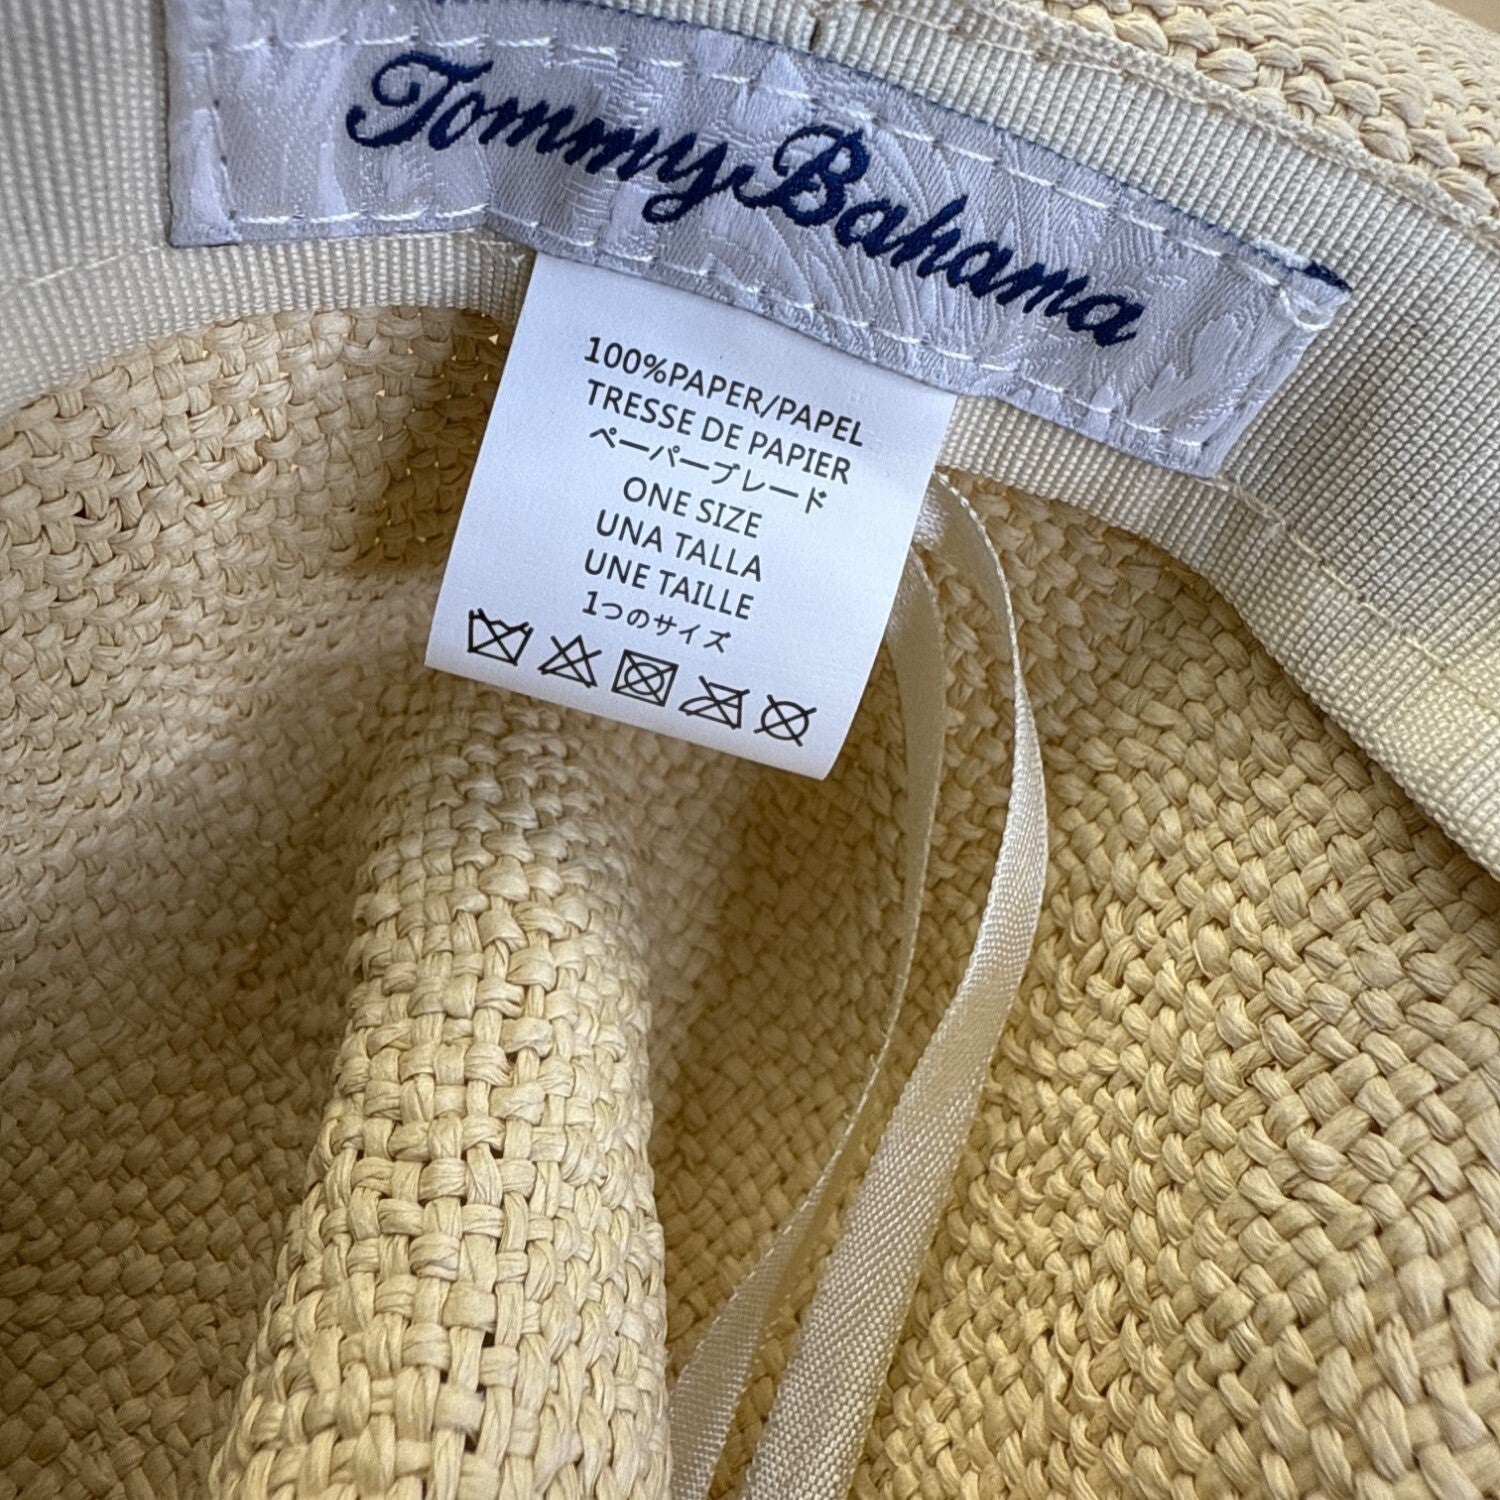 Tommy Bahama
100%PAPER/PAPEL
TRESSE DE PAPIER
ペーパーブレード
ONE SIZE
UNA TALLA
UNE TAILLE
1つのサイズ